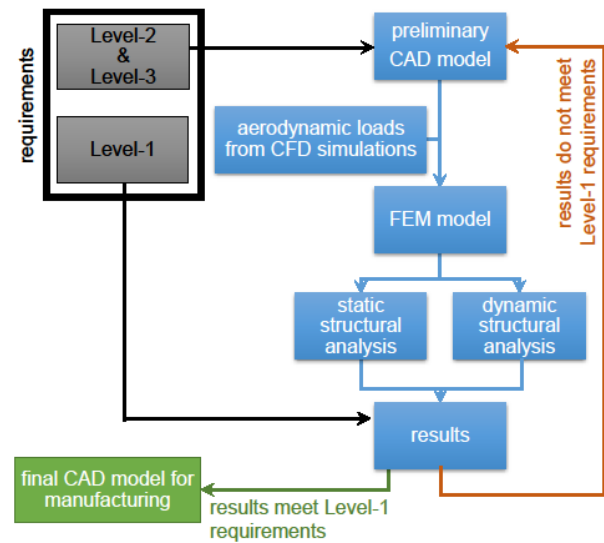 requirements
Level-2
&
Level-3
Level-1
preliminary
CAD model
aerodynamic loads
from CFD simulations
FEM model
static
structural
analysis
dynamic
structural
analysis
results
results do not meet
Level-1 requirements
final CAD model for
manufacturing
results meet Level-1
requirements